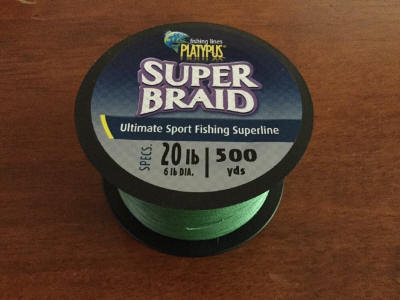 fishing lines
PLATYPUS
SUPER
BRAID
Ultimate Sport Fishing Superline
SPECS. 20 lb 500
6 lb DIA. yds